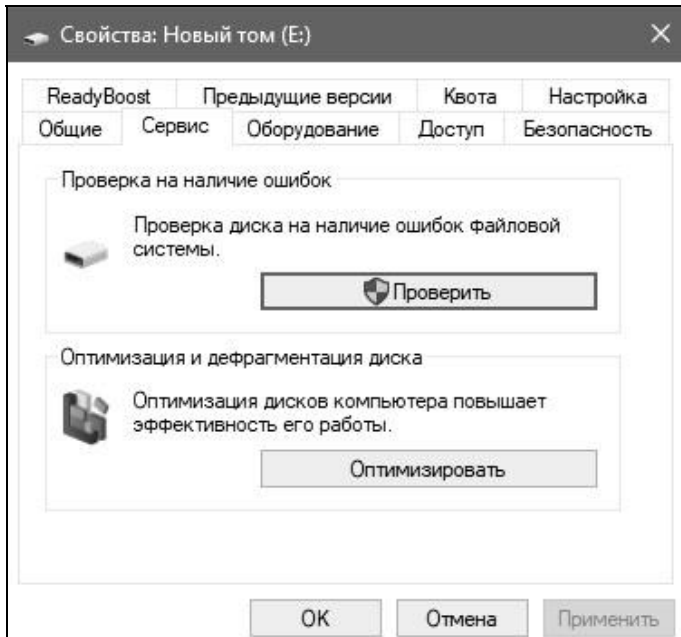 Свойства: Новый том (E:)
ReadyBoost Предыдущие версии Квота Настройка
Общие Сервис Оборудование Доступ Безопасность
Проверка на наличие ошибок
Проверка диска на наличие ошибок файловой
системы.
Проверить
Оптимизация и дефрагментация диска
Оптимизация дисков компьютера повышает
эффективность его работы.
Оптимизировать
OK Отмена Применить